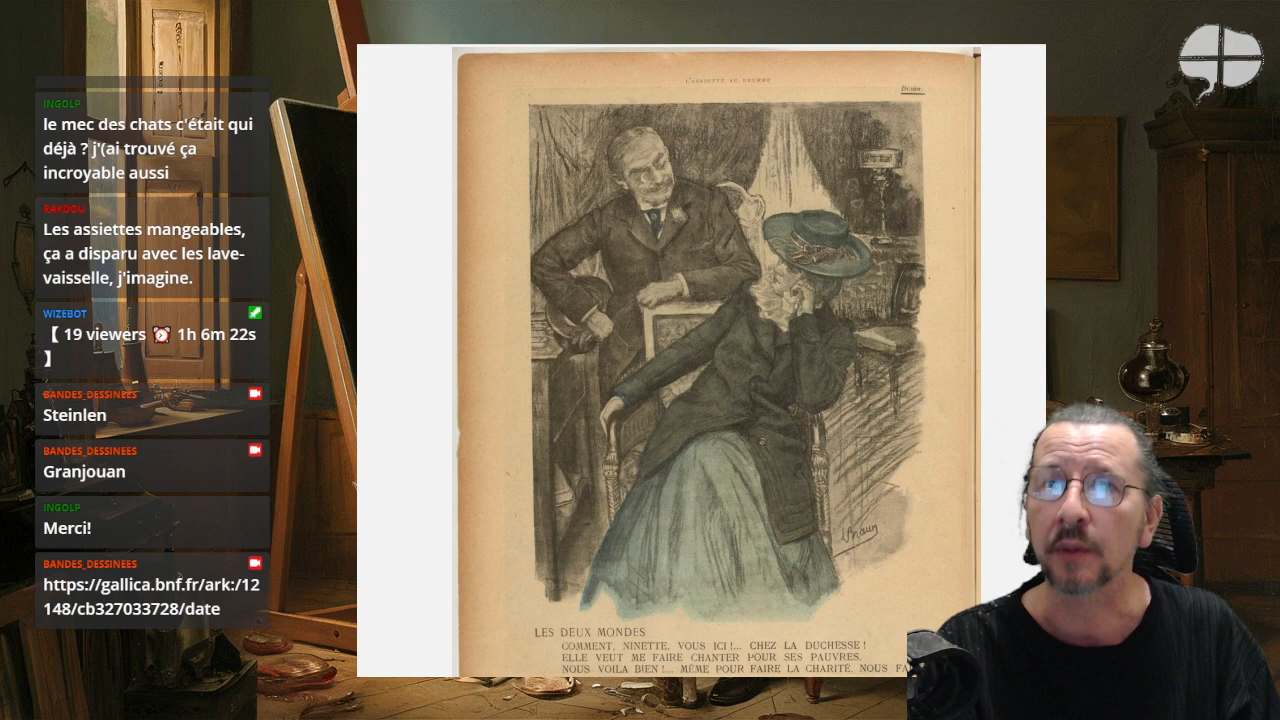 INGOLP
le mec des chats c'était qui
déjà ? j'(ai trouvé ça
incroyable aussi
RAKDOU
Les assiettes mangeables,
ça a disparu avec les lave-
vaisselle, j'imagine.
WIZEBOT
【 19 viewers ⏰ 1h 6m 22s
】
BANDES_DESSINEES
Steinlen
BANDES_DESSINEES
Granjouan
INGOLP
Merci!
BANDES_DESSINEES
https://gallica.bnf.fr/ark:/12
148/cb327033728/date
L'ASSIETTE AU BEURRE
LES DEUX MONDES
COMMENT, NINETTE, VOUS ICI !... CHEZ LA DUCHESSE !
ELLE VEUT ME FAIRE CHANTER POUR SES PAUVRES.
NOUS VOILA BIEN !... MÊME POUR FAIRE LA CHARITÉ, NOUS FA